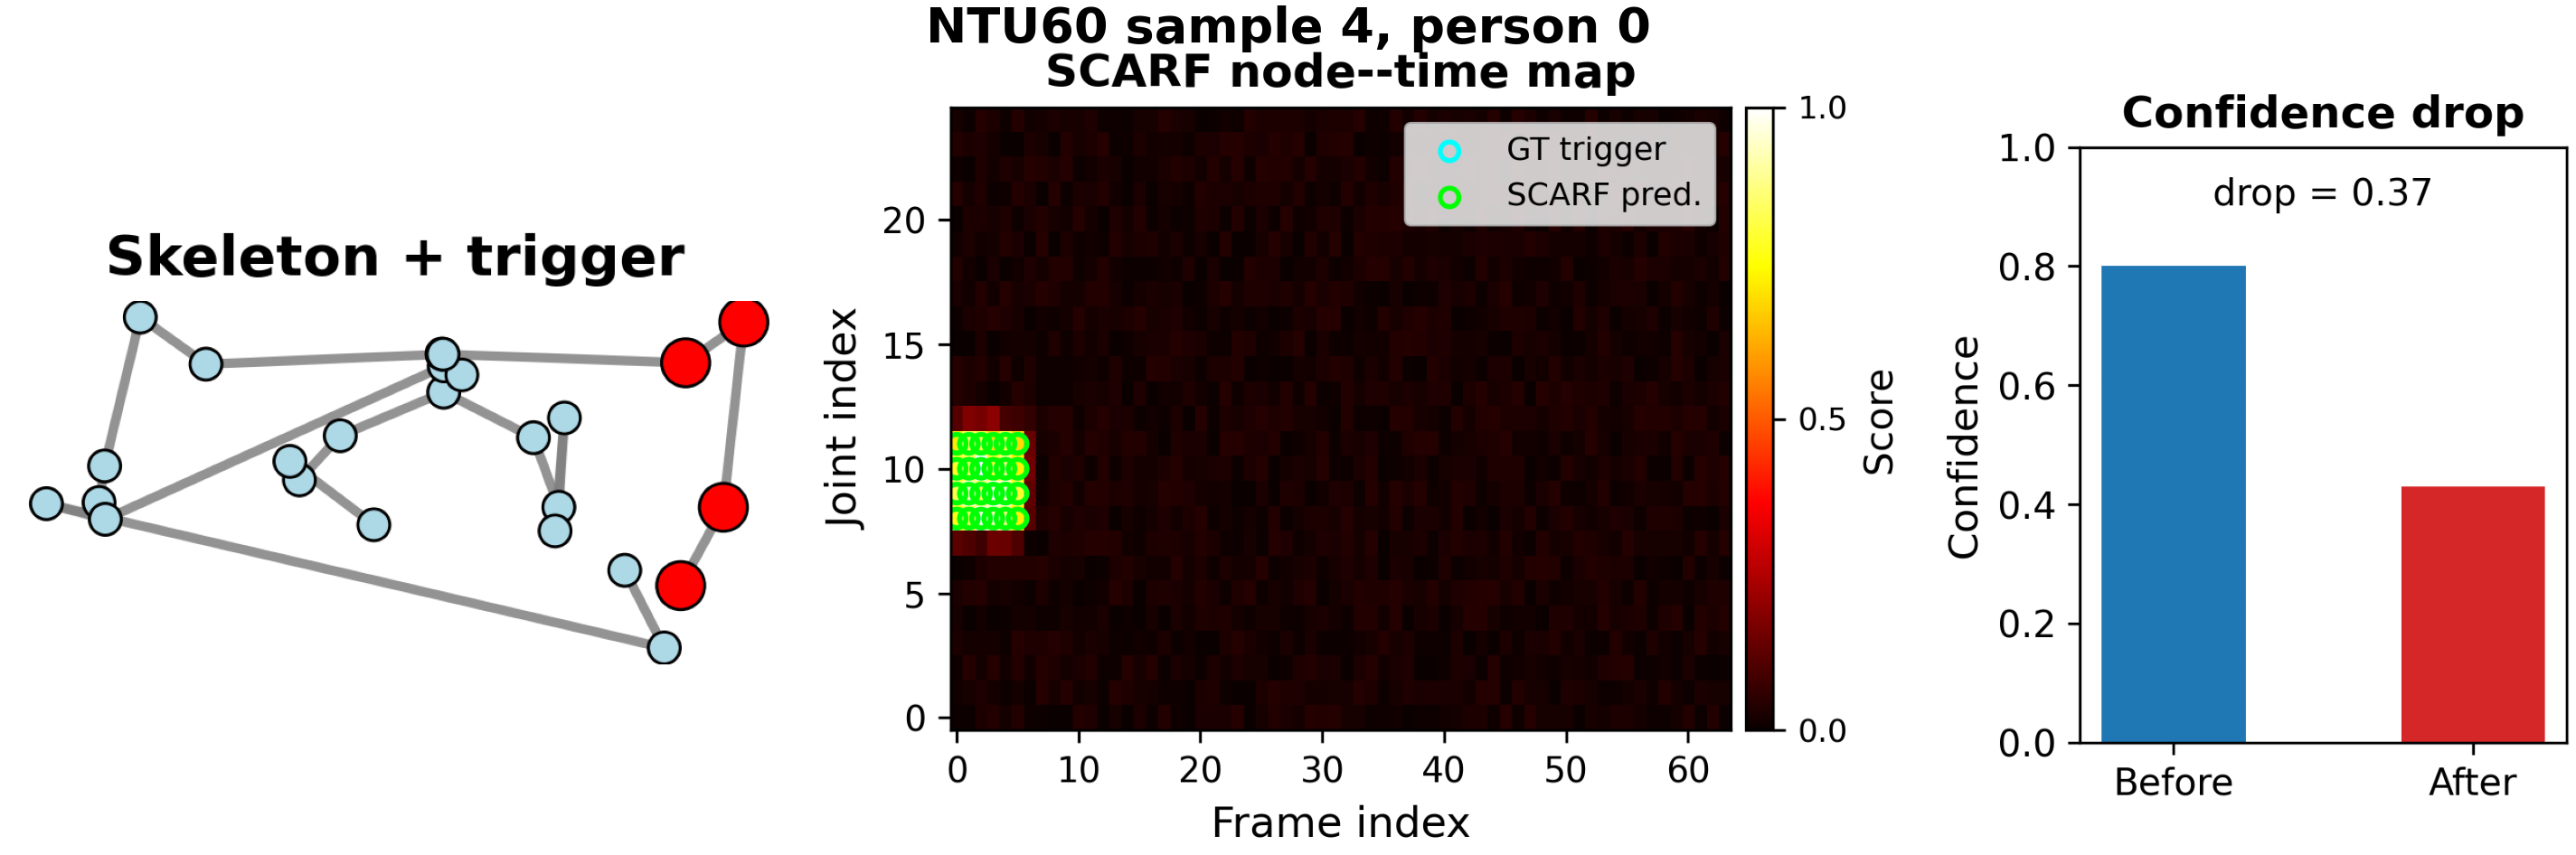 NTU60 sample 4, person 0
Skeleton + trigger
SCARF node--time map
GT trigger
SCARF pred.
Joint index
20
15
10
5
0
0 10 20 30 40 50 60
Frame index
1.0
0.5
0.0
Score
Confidence drop
drop = 0.37
Confidence
1.0
0.8
0.6
0.4
0.2
0.0
Before After